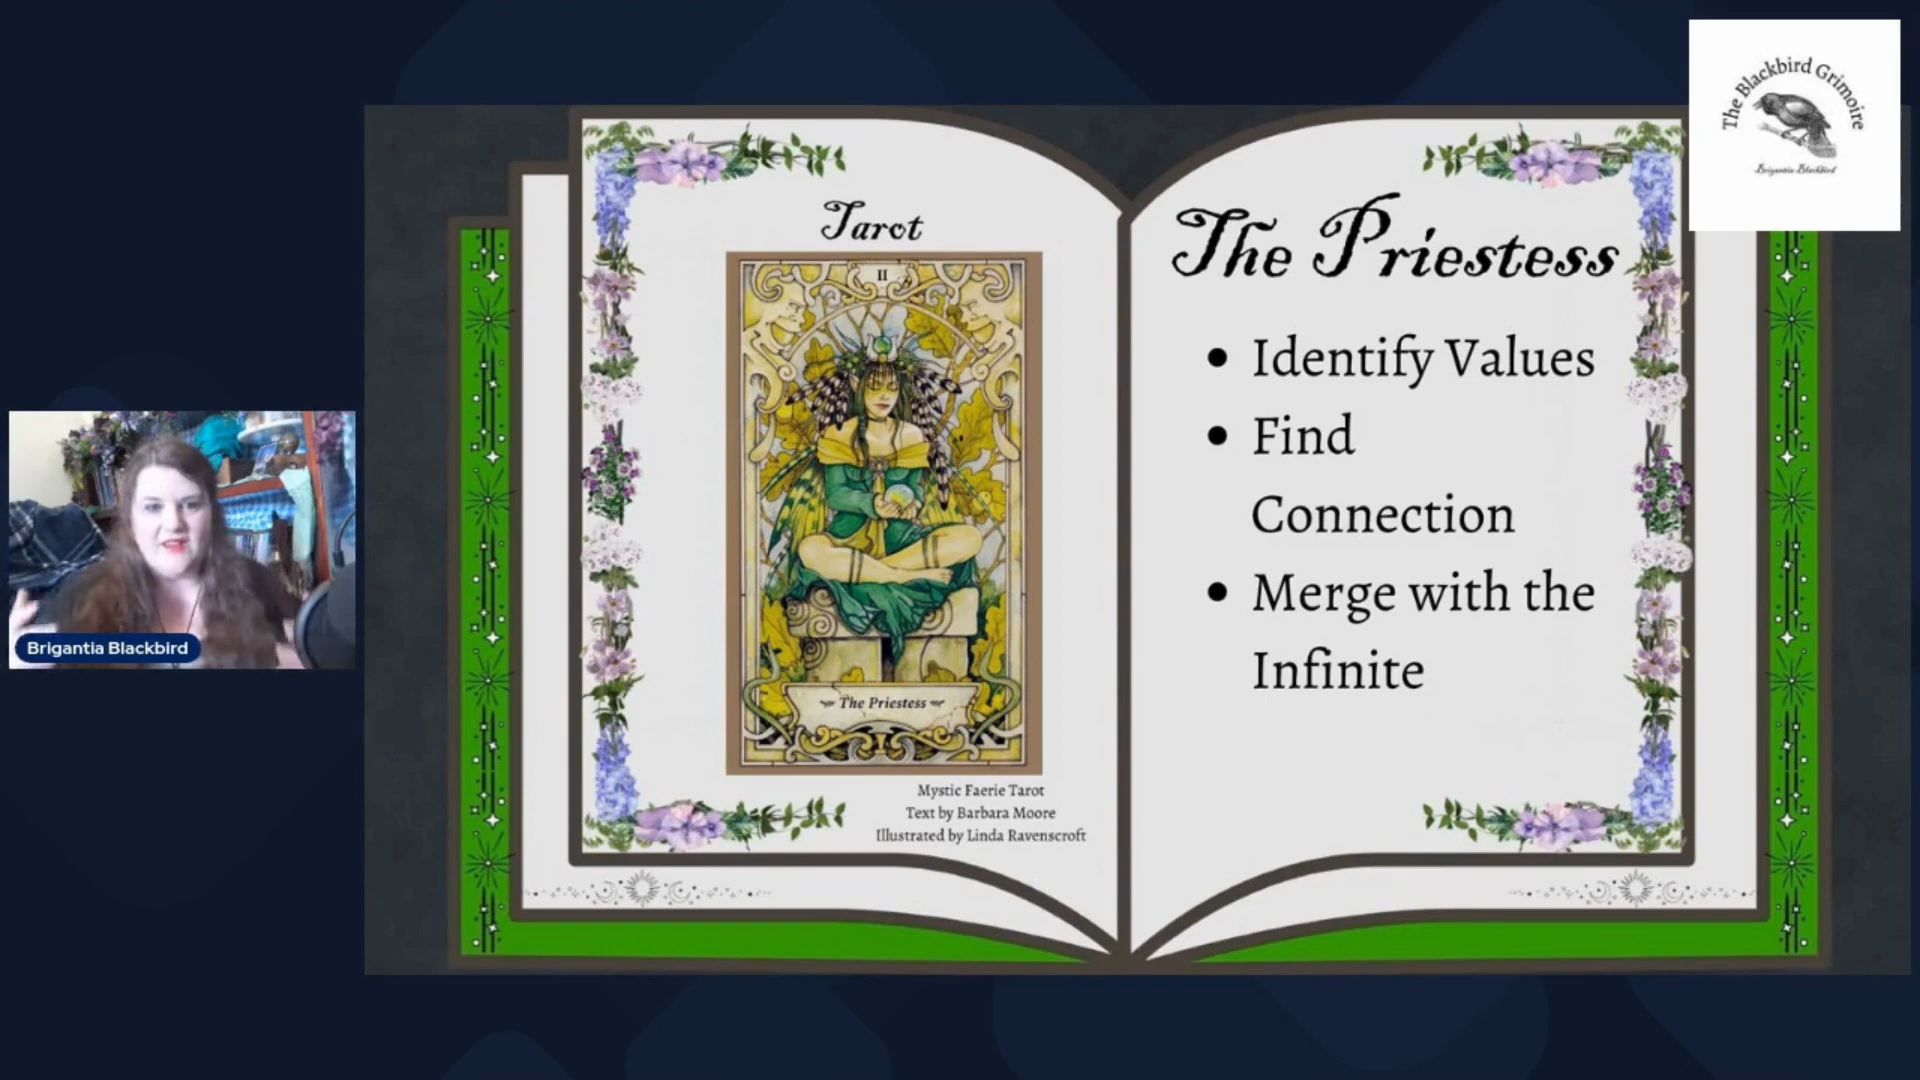 The Blackbird Grimoire
Brigantia Blackbird
Tarot
II
The Priestess
Mystic Faerie Tarot
Text by Barbara Moore
Illustrated by Linda Ravenscroft
The Priestess
• Identify Values
• Find
Connection
• Merge with the
Infinite
Brigantia Blackbird